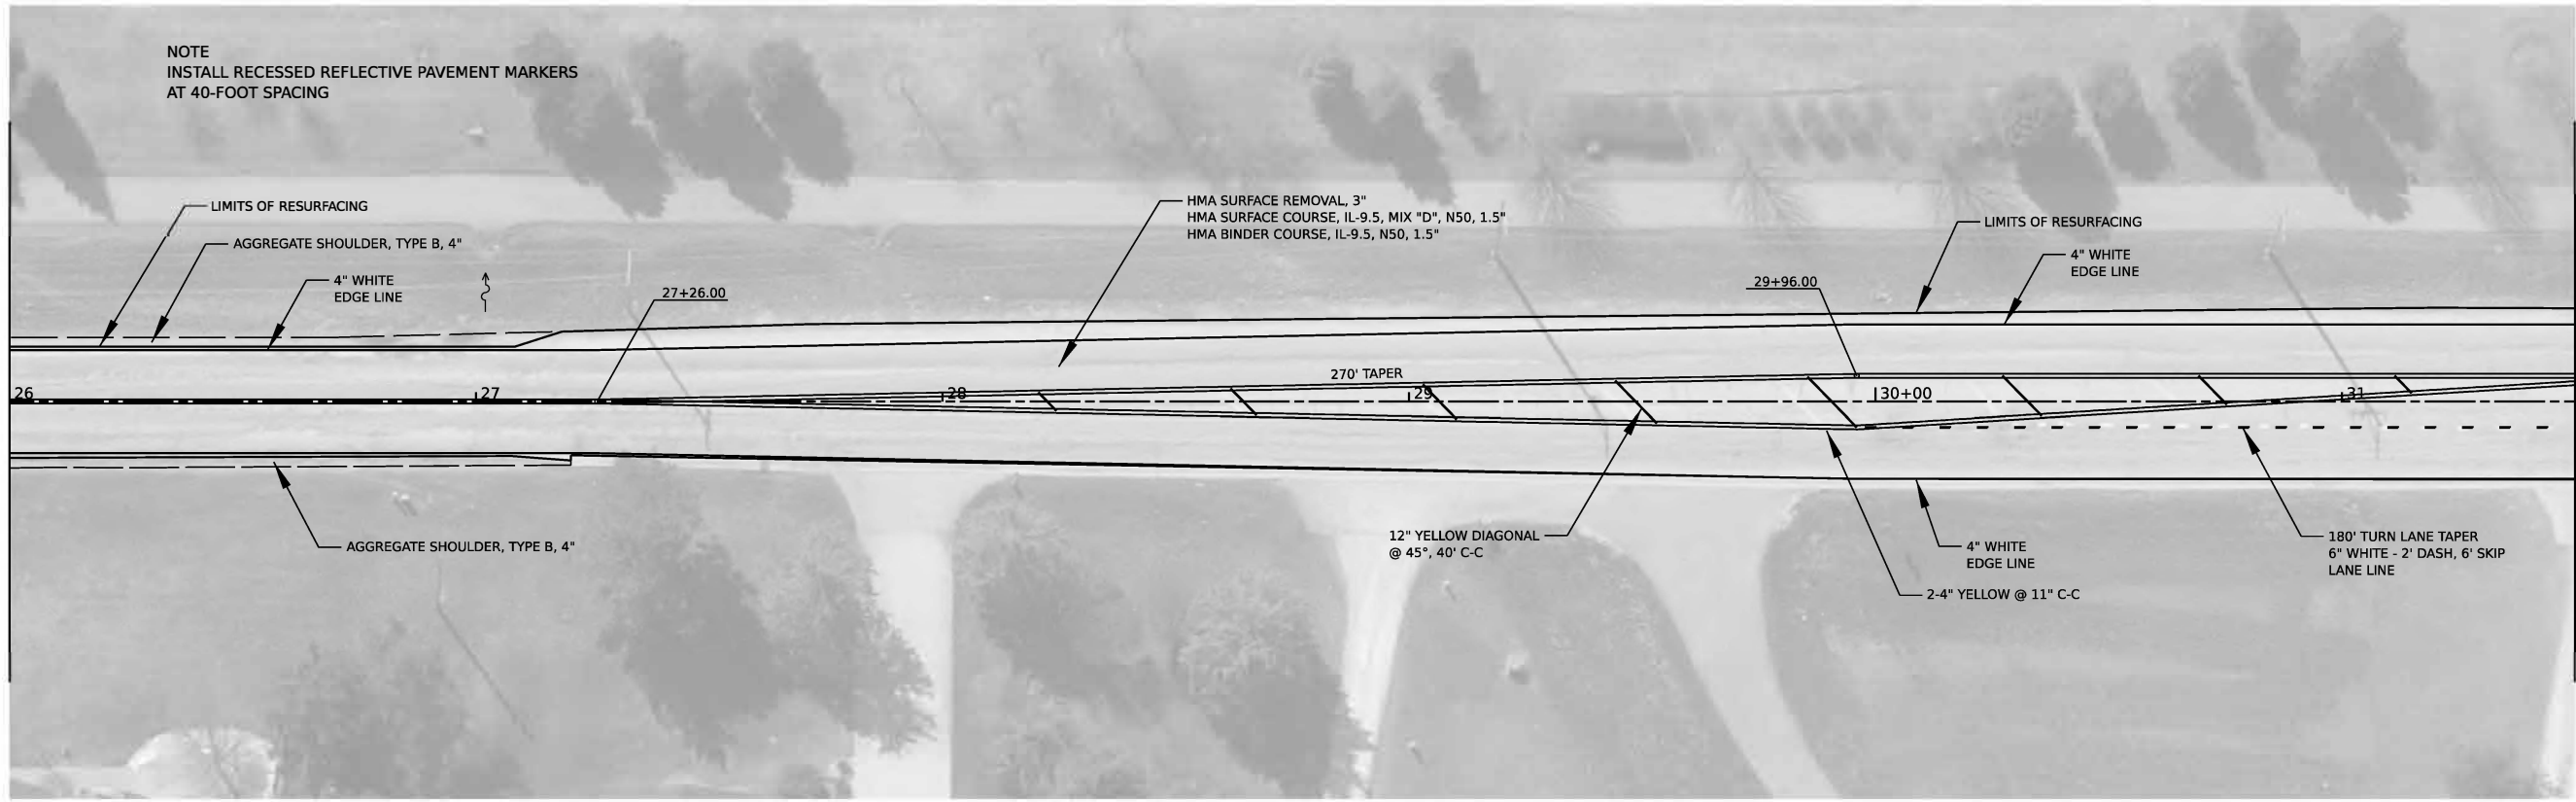 NOTE
INSTALL RECESSED REFLECTIVE PAVEMENT MARKERS
AT 40-FOOT SPACING
LIMITS OF RESURFACING
AGGREGATE SHOULDER, TYPE B, 4"
4" WHITE
EDGE LINE
27+26.00
HMA SURFACE REMOVAL, 3"
HMA SURFACE COURSE, IL-9.5, MIX "D", N50, 1.5"
HMA BINDER COURSE, IL-9.5, N50, 1.5"
29+96.00
LIMITS OF RESURFACING
4" WHITE
EDGE LINE
270' TAPER
26
27
28
29
30+00
31
AGGREGATE SHOULDER, TYPE B, 4"
12" YELLOW DIAGONAL
@ 45°, 40' C-C
4" WHITE
EDGE LINE
2-4" YELLOW @ 11" C-C
180' TURN LANE TAPER
6" WHITE - 2' DASH, 6' SKIP
LANE LINE